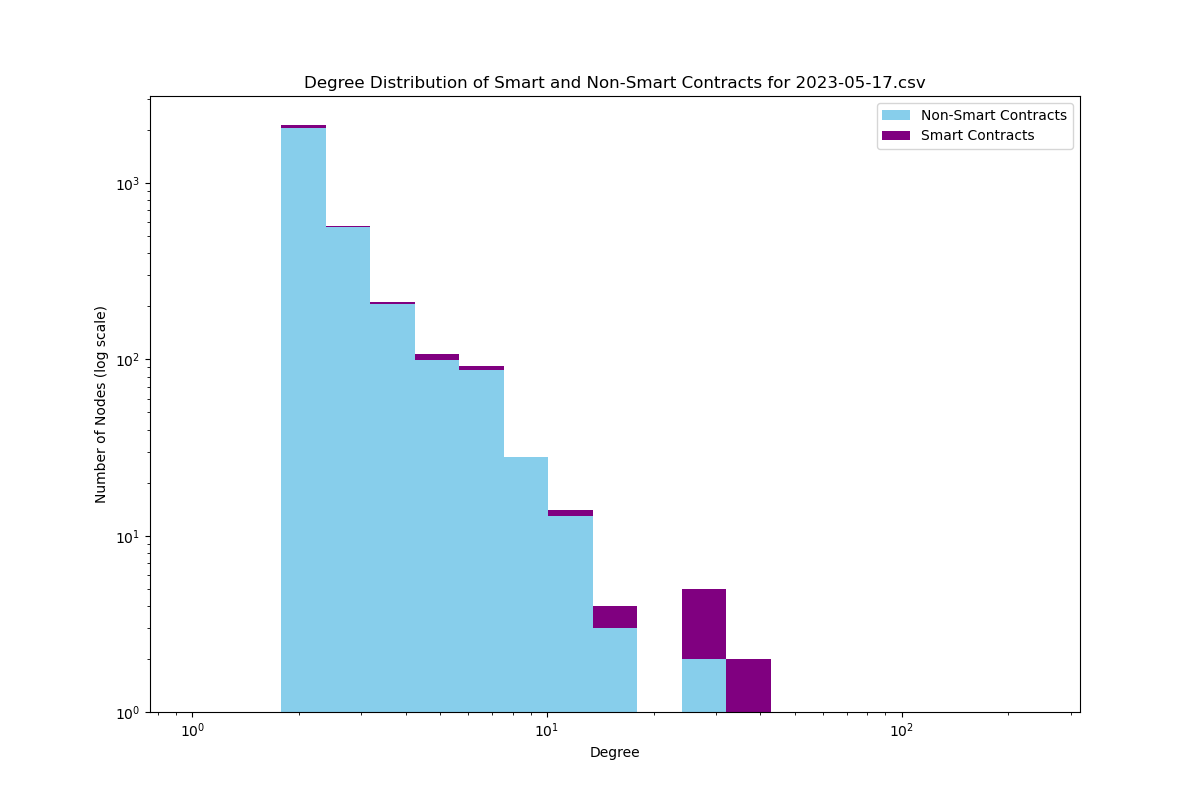 Degree Distribution of Smart and Non-Smart Contracts for 2023-05-17.csv
Non-Smart Contracts
Smart Contracts
Number of Nodes (log scale)
10³
10²
10¹
10⁰
10⁰ 10¹ 10²
Degree